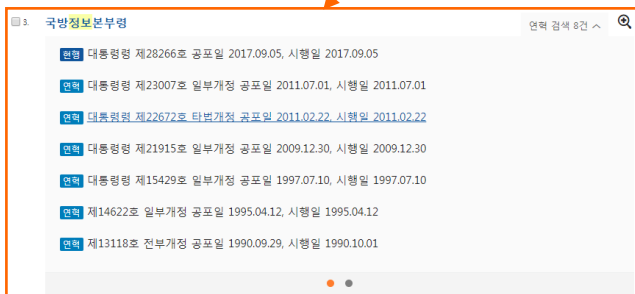 3. 국방정보본부령 연혁 검색 8건
현행 대통령령 제28266호 공포일 2017.09.05, 시행일 2017.09.05
연혁 대통령령 제23007호 일부개정 공포일 2011.07.01, 시행일 2011.07.01
연혁 대통령령 제22672호 타법개정 공포일 2011.02.22, 시행일 2011.02.22
연혁 대통령령 제21915호 일부개정 공포일 2009.12.30, 시행일 2009.12.30
연혁 대통령령 제15429호 일부개정 공포일 1997.07.10, 시행일 1997.07.10
연혁 제14622호 일부개정 공포일 1995.04.12, 시행일 1995.04.12
연혁 제13118호 전부개정 공포일 1990.09.29, 시행일 1990.10.01